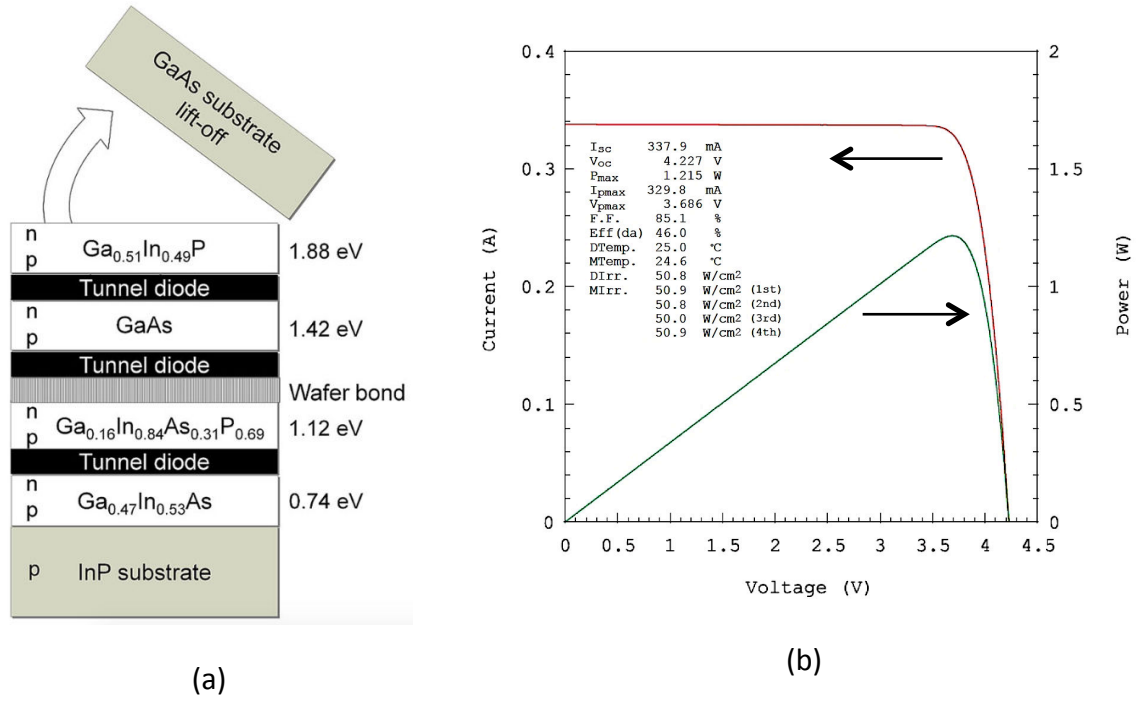 GaAs substrate
lift-off
n
p
Ga0.51In0.49P
1.88 eV
Tunnel diode
n
p
GaAs
1.42 eV
Tunnel diode
Wafer bond
n
p
Ga0.16In0.84As0.31P0.69
1.12 eV
Tunnel diode
n
p
Ga0.47In0.53As
0.74 eV
p
InP substrate
(a)
0.4
0.3
0.2
0.1
0
Current (A)
Isc 337.9 mA
Voc 4.227 V
Pmax 1.215 W
Ipmax 329.8 mA
Vpmax 3.686 V
F.F. 85.1 %
Eff(da) 46.0 %
DTemp. 25.0 ℃
MTemp. 24.6 ℃
DIrr. 50.8 W/cm²
MIrr. 50.9 W/cm² (1st)
50.8 W/cm² (2nd)
50.0 W/cm² (3rd)
50.9 W/cm² (4th)
2
1.5
1
0.5
0
Power (W)
0 0.5 1 1.5 2 2.5 3 3.5 4 4.5
Voltage (V)
(b)